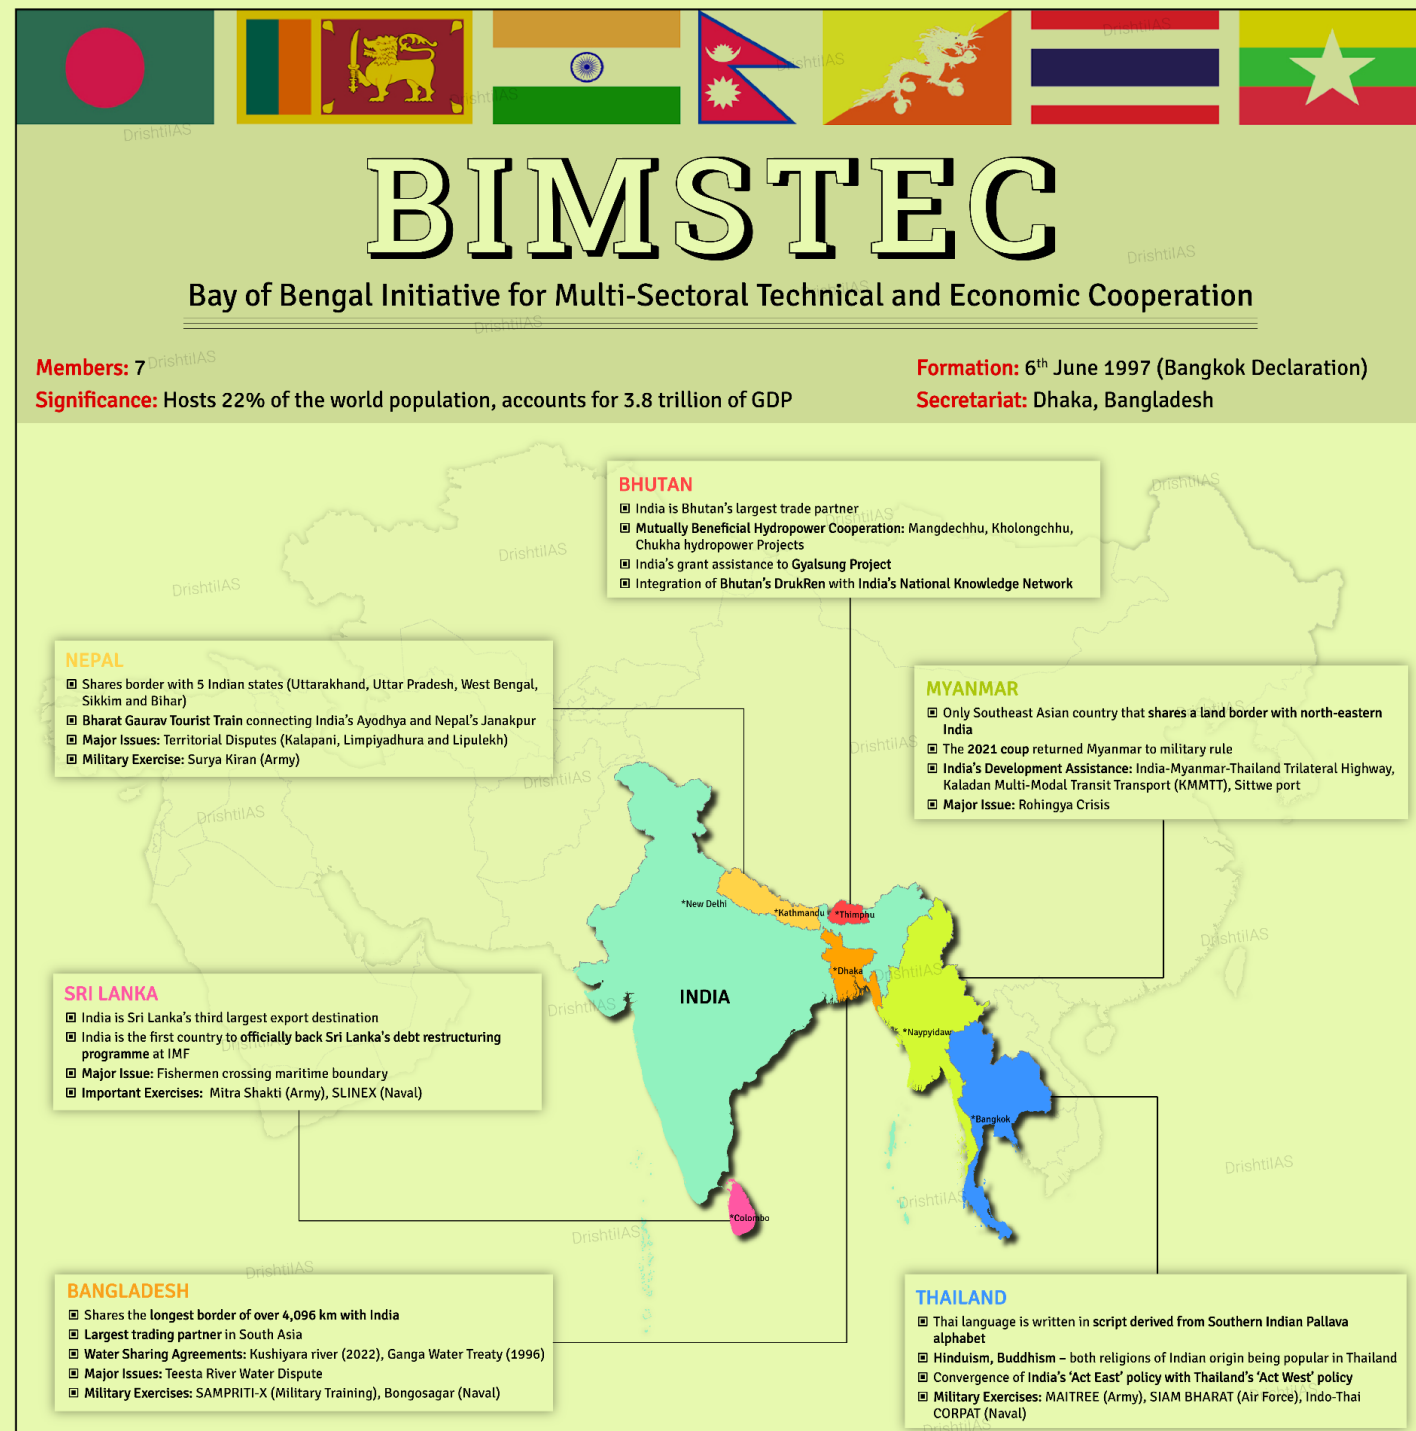 BIMSTEC
Bay of Bengal Initiative for Multi-Sectoral Technical and Economic Cooperation
Members: 7
Significance: Hosts 22% of the world population, accounts for 3.8 trillion of GDP
Formation: 6th June 1997 (Bangkok Declaration)
Secretariat: Dhaka, Bangladesh
BHUTAN
India is Bhutan's largest trade partner
Mutually Beneficial Hydropower Cooperation: Mangdechhu, Kholongchhu,
Chukha hydropower Projects
India's grant assistance to Gyalsung Project
Integration of Bhutan's DrukRen with India's National Knowledge Network
NEPAL
Shares border with 5 Indian states (Uttarakhand, Uttar Pradesh, West Bengal,
Sikkim and Bihar)
Bharat Gaurav Tourist Train connecting India's Ayodhya and Nepal's Janakpur
Major Issues: Territorial Disputes (Kalapani, Limpiyadhura and Lipulekh)
Military Exercise: Surya Kiran (Army)
MYANMAR
Only Southeast Asian country that shares a land border with north-eastern
India
The 2021 coup returned Myanmar to military rule
India's Development Assistance: India-Myanmar-Thailand Trilateral Highway,
Kaladan Multi-Modal Transit Transport (KMMTT), Sittwe port
Major Issue: Rohingya Crisis
*New Delhi
*Kathmandu
*Thimphu
*Dhaka
INDIA
*Naypyidaw
*Bangkok
*Colombo
SRI LANKA
India is Sri Lanka's third largest export destination
India is the first country to officially back Sri Lanka's debt restructuring
programme at IMF
Major Issue: Fishermen crossing maritime boundary
Important Exercises: Mitra Shakti (Army), SLINEX (Naval)
BANGLADESH
Shares the longest border of over 4,096 km with India
Largest trading partner in South Asia
Water Sharing Agreements: Kushiyara river (2022), Ganga Water Treaty (1996)
Major Issues: Teesta River Water Dispute
Military Exercises: SAMPRITI-X (Military Training), Bongosagar (Naval)
THAILAND
Thai language is written in script derived from Southern Indian Pallava
alphabet
Hinduism, Buddhism – both religions of Indian origin being popular in Thailand
Convergence of India's 'Act East' policy with Thailand's 'Act West' policy
Military Exercises: MAITREE (Army), SIAM BHARAT (Air Force), Indo-Thai
CORPAT (Naval)
DrishtiIAS